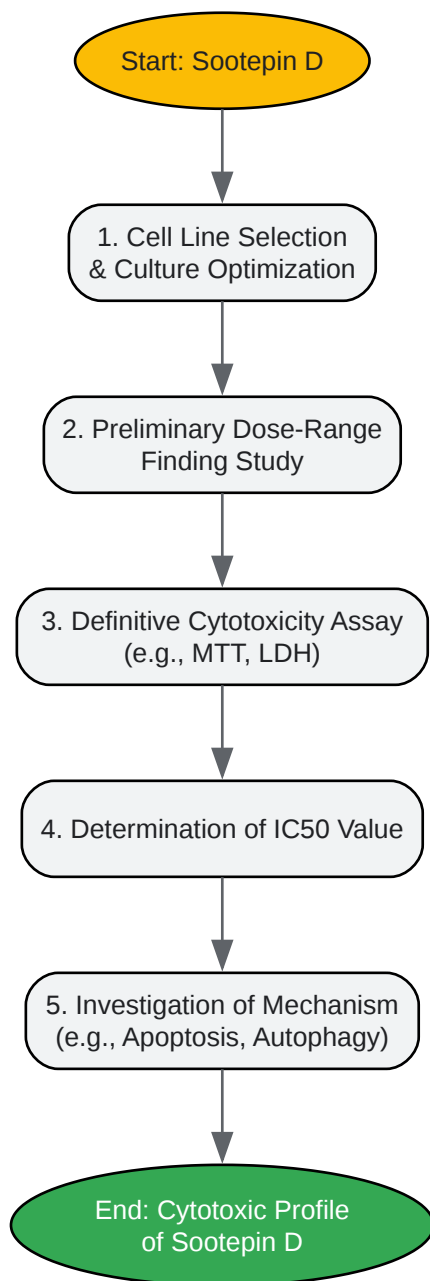 Start: Sootepin D
1. Cell Line Selection
& Culture Optimization
2. Preliminary Dose-Range
Finding Study
3. Definitive Cytotoxicity Assay
(e.g., MTT, LDH)
4. Determination of IC50 Value
5. Investigation of Mechanism
(e.g., Apoptosis, Autophagy)
End: Cytotoxic Profile
of Sootepin D